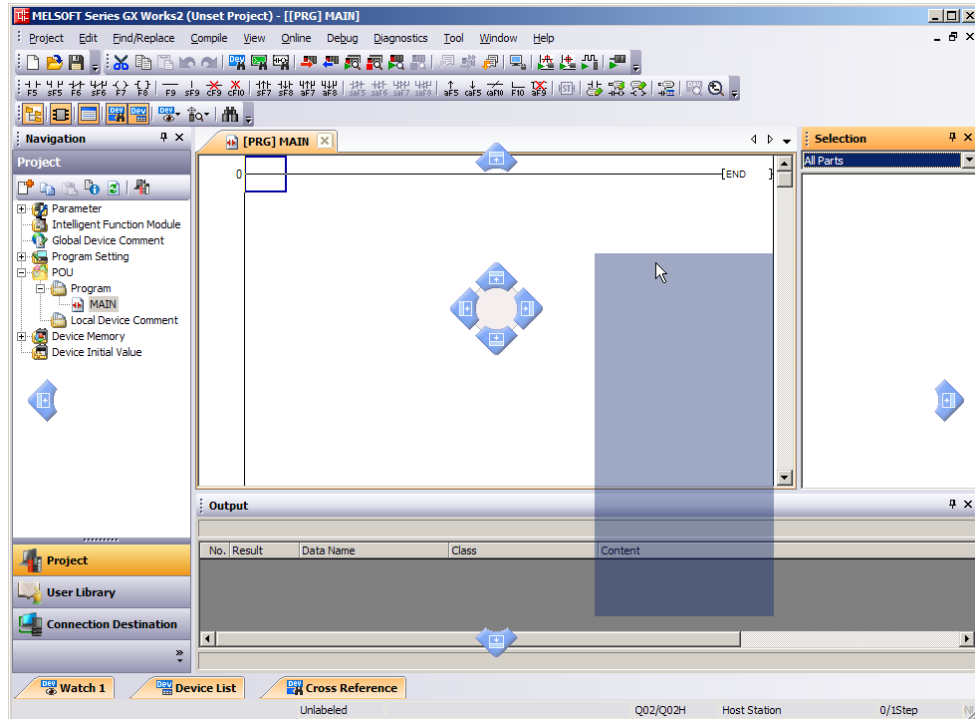 MELSOFT Series GX Works2 (Unset Project) - [[PRG] MAIN]
Project Edit Find/Replace Compile View Online Debug Diagnostics Tool Window Help
F5 sF5 F6 sF6 F7 F8 F9 sF9 cF9 cF10 sF7 sF8 aF7 aF8 saF5 saF6 saF7 saF8 aF5 caF5 caF10 F10 aF9
Navigation
[PRG] MAIN
Selection
Project
All Parts
0
END
Parameter
Intelligent Function Module
Global Device Comment
Program Setting
POU
Program
MAIN
Local Device Comment
Device Memory
Device Initial Value
Output
No. Result Data Name Class Content
Project
User Library
Connection Destination
Watch 1 Device List Cross Reference
Unlabeled Q02/Q02H Host Station 0/1Step